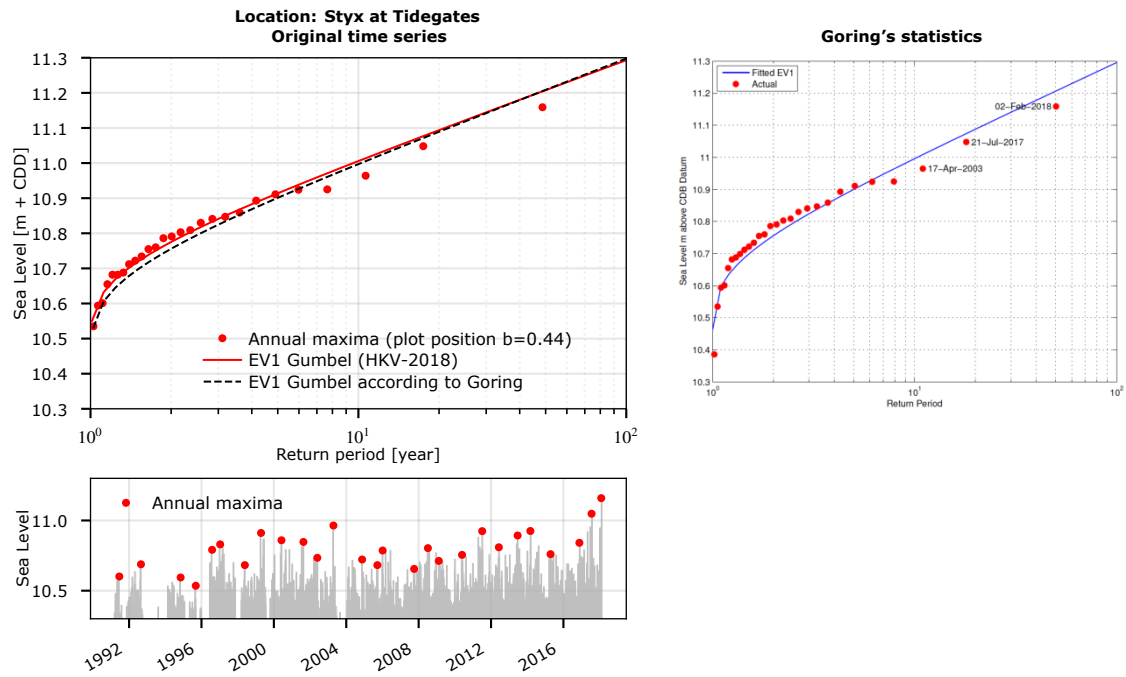 Location: Styx at Tidegates
Original time series
11.3
11.2
11.1
11.0
10.9
10.8
10.7
10.6
10.5
10.4
10.3
Sea Level [m + CDD]
Annual maxima (plot position b=0.44)
EV1 Gumbel (HKV-2018)
EV1 Gumbel according to Goring
10^0
10^1
10^2
Return period [year]
Goring's statistics
11.3
11.2
11.1
11
10.9
10.8
10.7
10.6
10.5
10.4
10.3
Sea Level m above CDB Datum
Fitted EV1
Actual
02-Feb-2018
21-Jul-2017
17-Apr-2003
10^0
10^1
10^2
Return Period
Annual maxima
11.0
10.5
Sea Level
1992
1996
2000
2004
2008
2012
2016